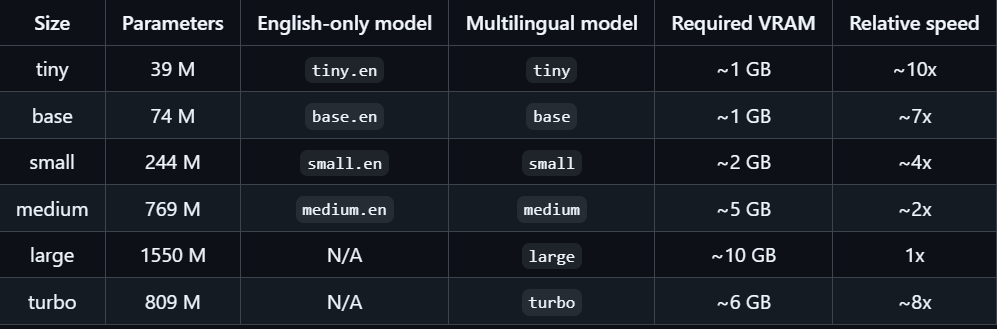 Size Parameters English-only model Multilingual model Required VRAM Relative speed
tiny 39 M tiny.en tiny ~1 GB ~10x
base 74 M base.en base ~1 GB ~7x
small 244 M small.en small ~2 GB ~4x
medium 769 M medium.en medium ~5 GB ~2x
large 1550 M N/A large ~10 GB 1x
turbo 809 M N/A turbo ~6 GB ~8x